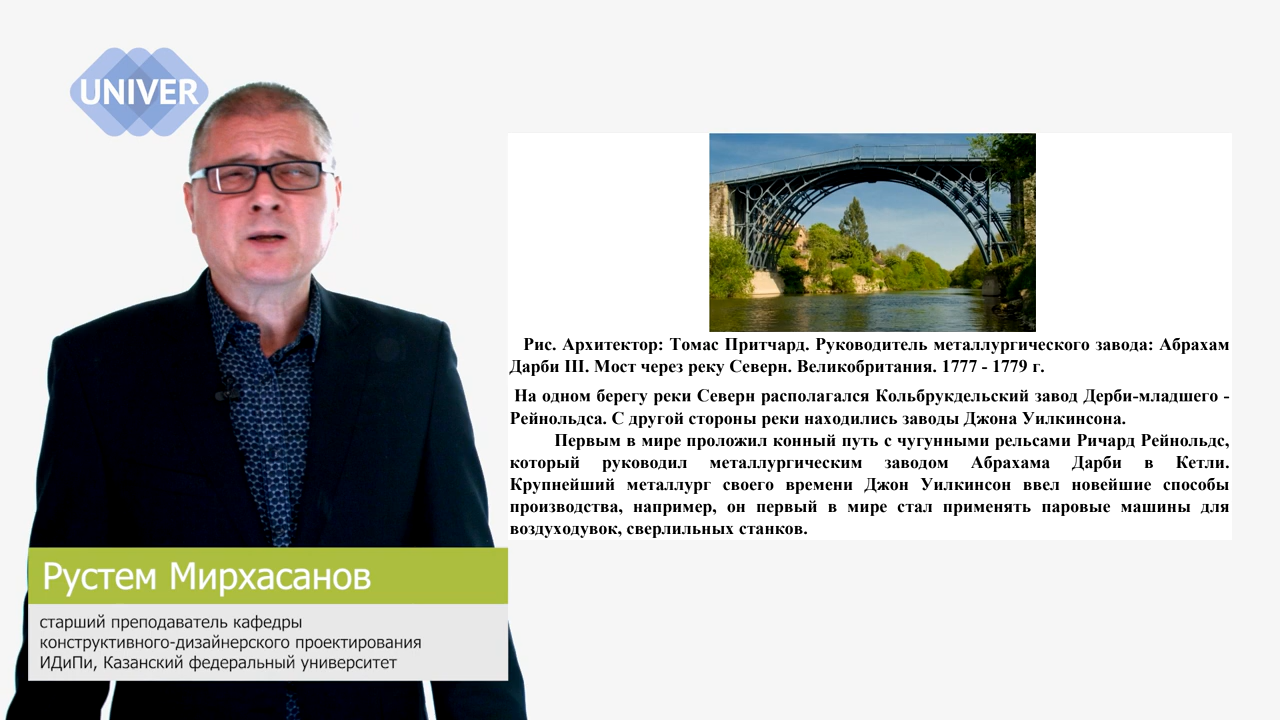 UNIVER
Рис. Архитектор: Томас Притчард. Руководитель металлургического завода: Абрахам
Дарби III. Мост через реку Северн. Великобритания. 1777 - 1779 г.
На одном берегу реки Северн располагался Кольбрукдельский завод Дерби-младшего -
Рейнольдса. С другой стороны реки находились заводы Джона Уилкинсона.
Первым в мире проложил конный путь с чугунными рельсами Ричард Рейнольдс,
который руководил металлургическим заводом Абрахама Дарби в Кетли.
Крупнейший металлург своего времени Джон Уилкинсон ввел новейшие способы
производства, например, он первый в мире стал применять паровые машины для
воздуходувок, сверлильных станков.
Рустем Мирхасанов
старший преподаватель кафедры
конструктивного-дизайнерского проектирования
ИДиПи, Казанский федеральный университет